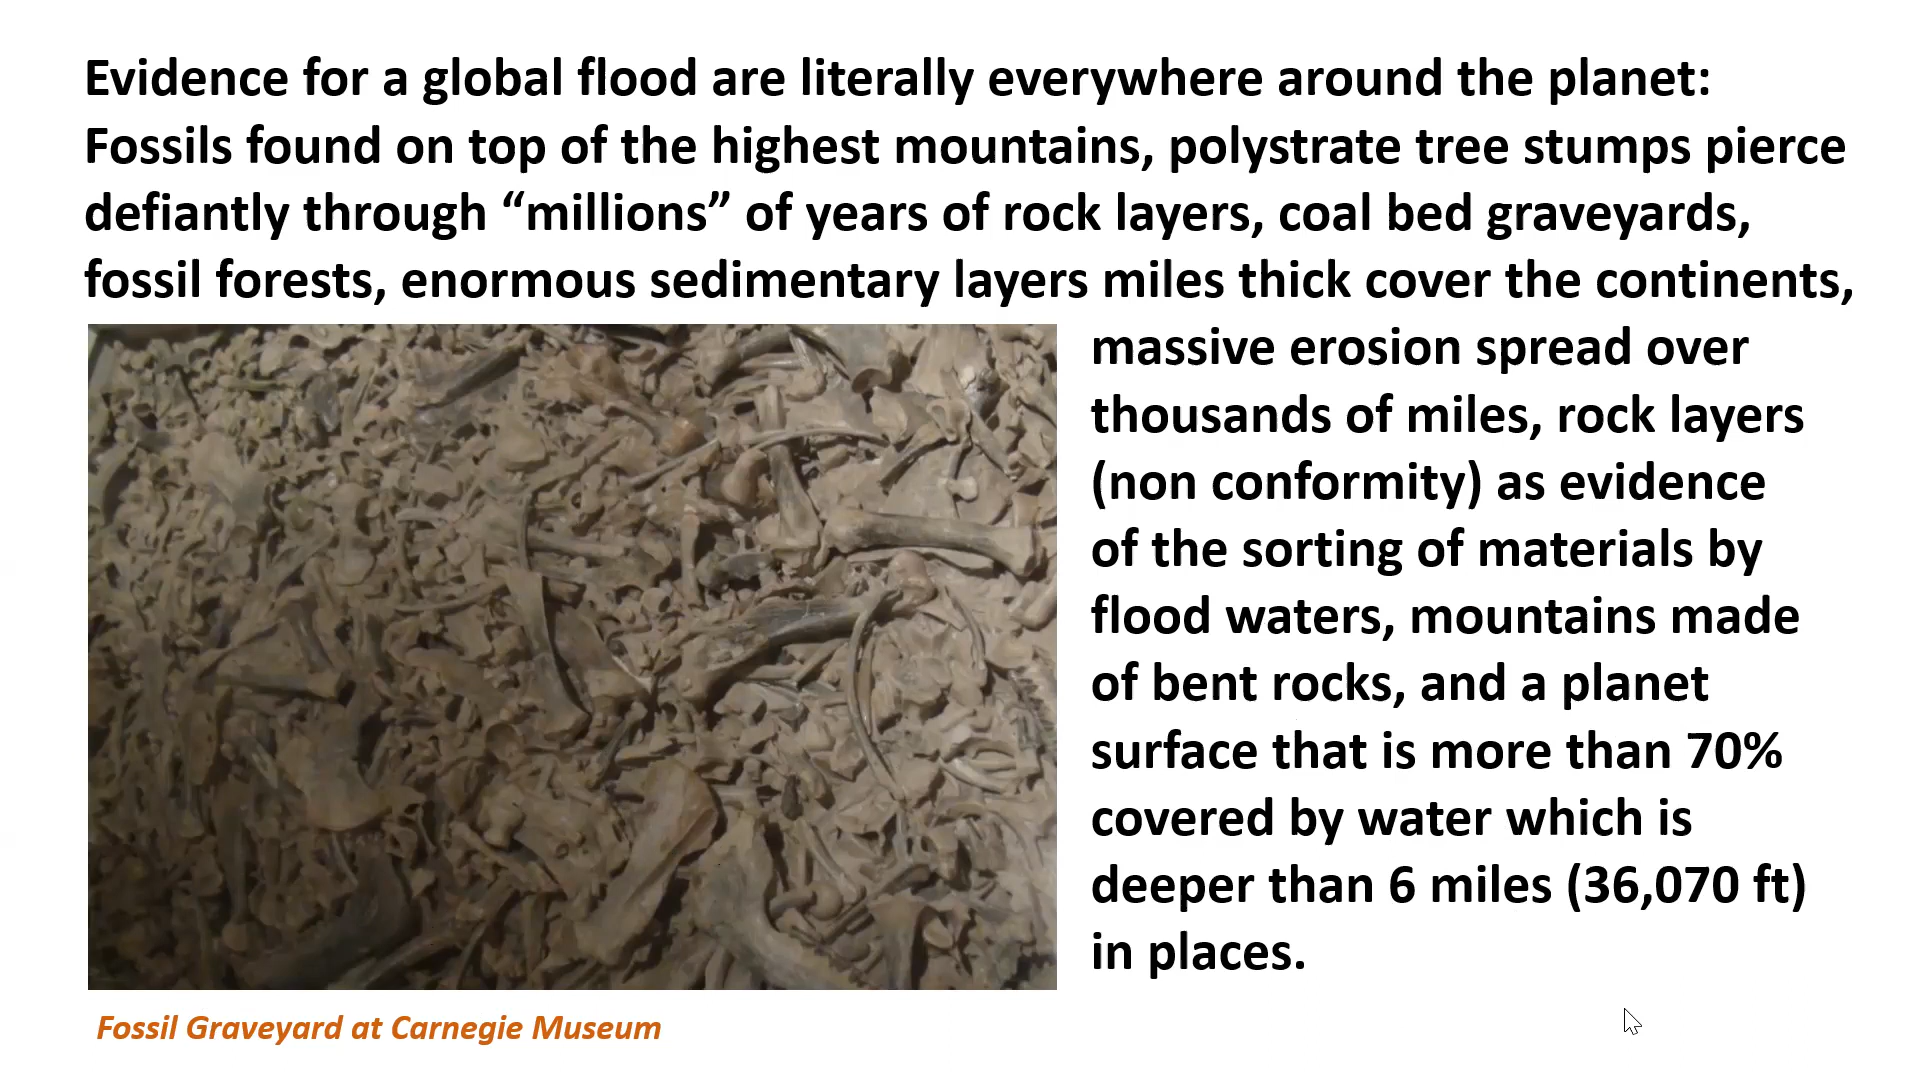 Evidence for a global flood are literally everywhere around the planet:
Fossils found on top of the highest mountains, polystrate tree stumps pierce
defiantly through “millions” of years of rock layers, coal bed graveyards,
fossil forests, enormous sedimentary layers miles thick cover the continents,
massive erosion spread over
thousands of miles, rock layers
(non conformity) as evidence
of the sorting of materials by
flood waters, mountains made
of bent rocks, and a planet
surface that is more than 70%
covered by water which is
deeper than 6 miles (36,070 ft)
in places.
Fossil Graveyard at Carnegie Museum